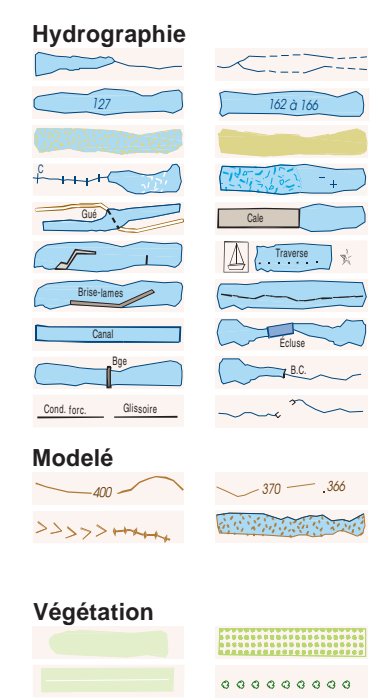 Hydrographie
127
162 à 166
C
Gué
Cale
Traverse
Brise-lames
Canal
Écluse
Bge
B.C.
Cond. forc. Glissoire
Modelé
400
370 .366
Végétation